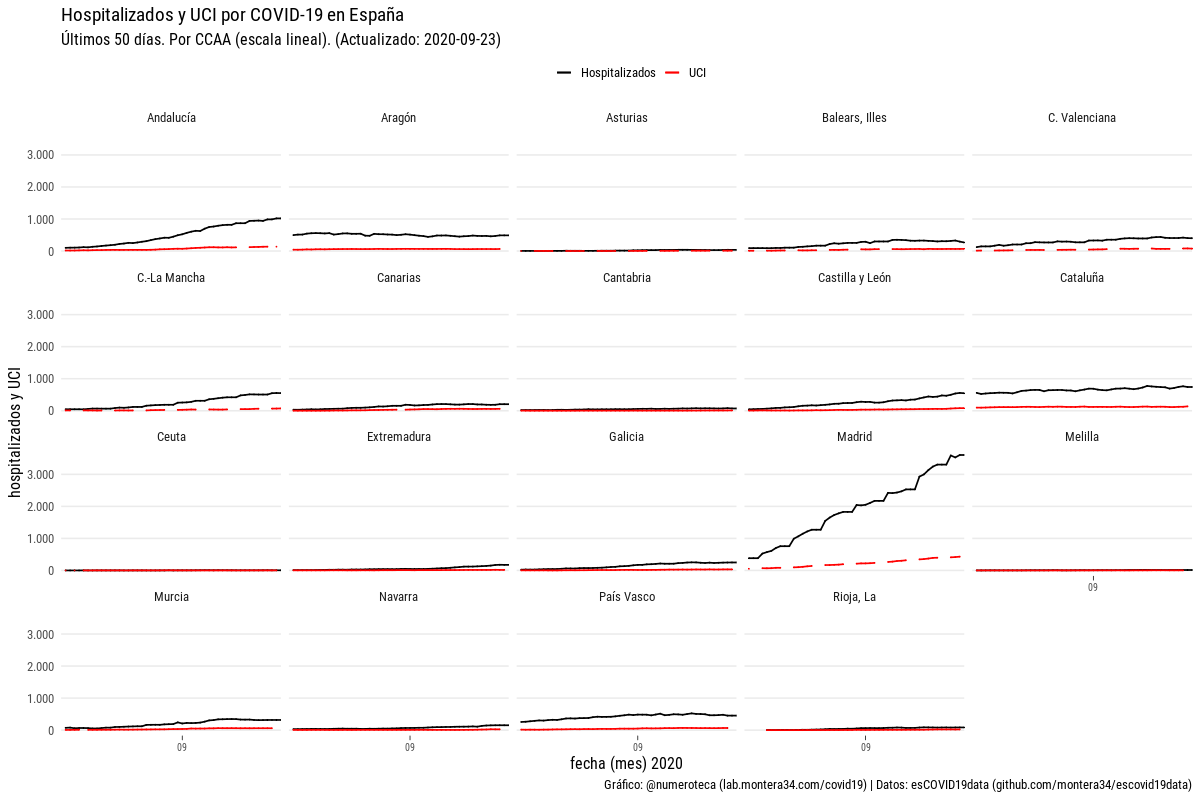 Hospitalizados y UCI por COVID-19 en España
Últimos 50 días. Por CCAA (escala lineal). (Actualizado: 2020-09-23)
Hospitalizados UCI
Andalucía Aragón Asturias Balears, Illes C. Valenciana
3.000
2.000
1.000
0
C.-La Mancha Canarias Cantabria Castilla y León Cataluña
3.000
2.000
1.000
0
Ceuta Extremadura Galicia Madrid Melilla
3.000
2.000
1.000
0
09
Murcia Navarra País Vasco Rioja, La
3.000
2.000
1.000
0
09 09 09 09
hospitalizados y UCI
fecha (mes) 2020
Gráfico: @numeroteca (lab.montera34.com/covid19) | Datos: esCOVID19data (github.com/montera34/escovid19data)